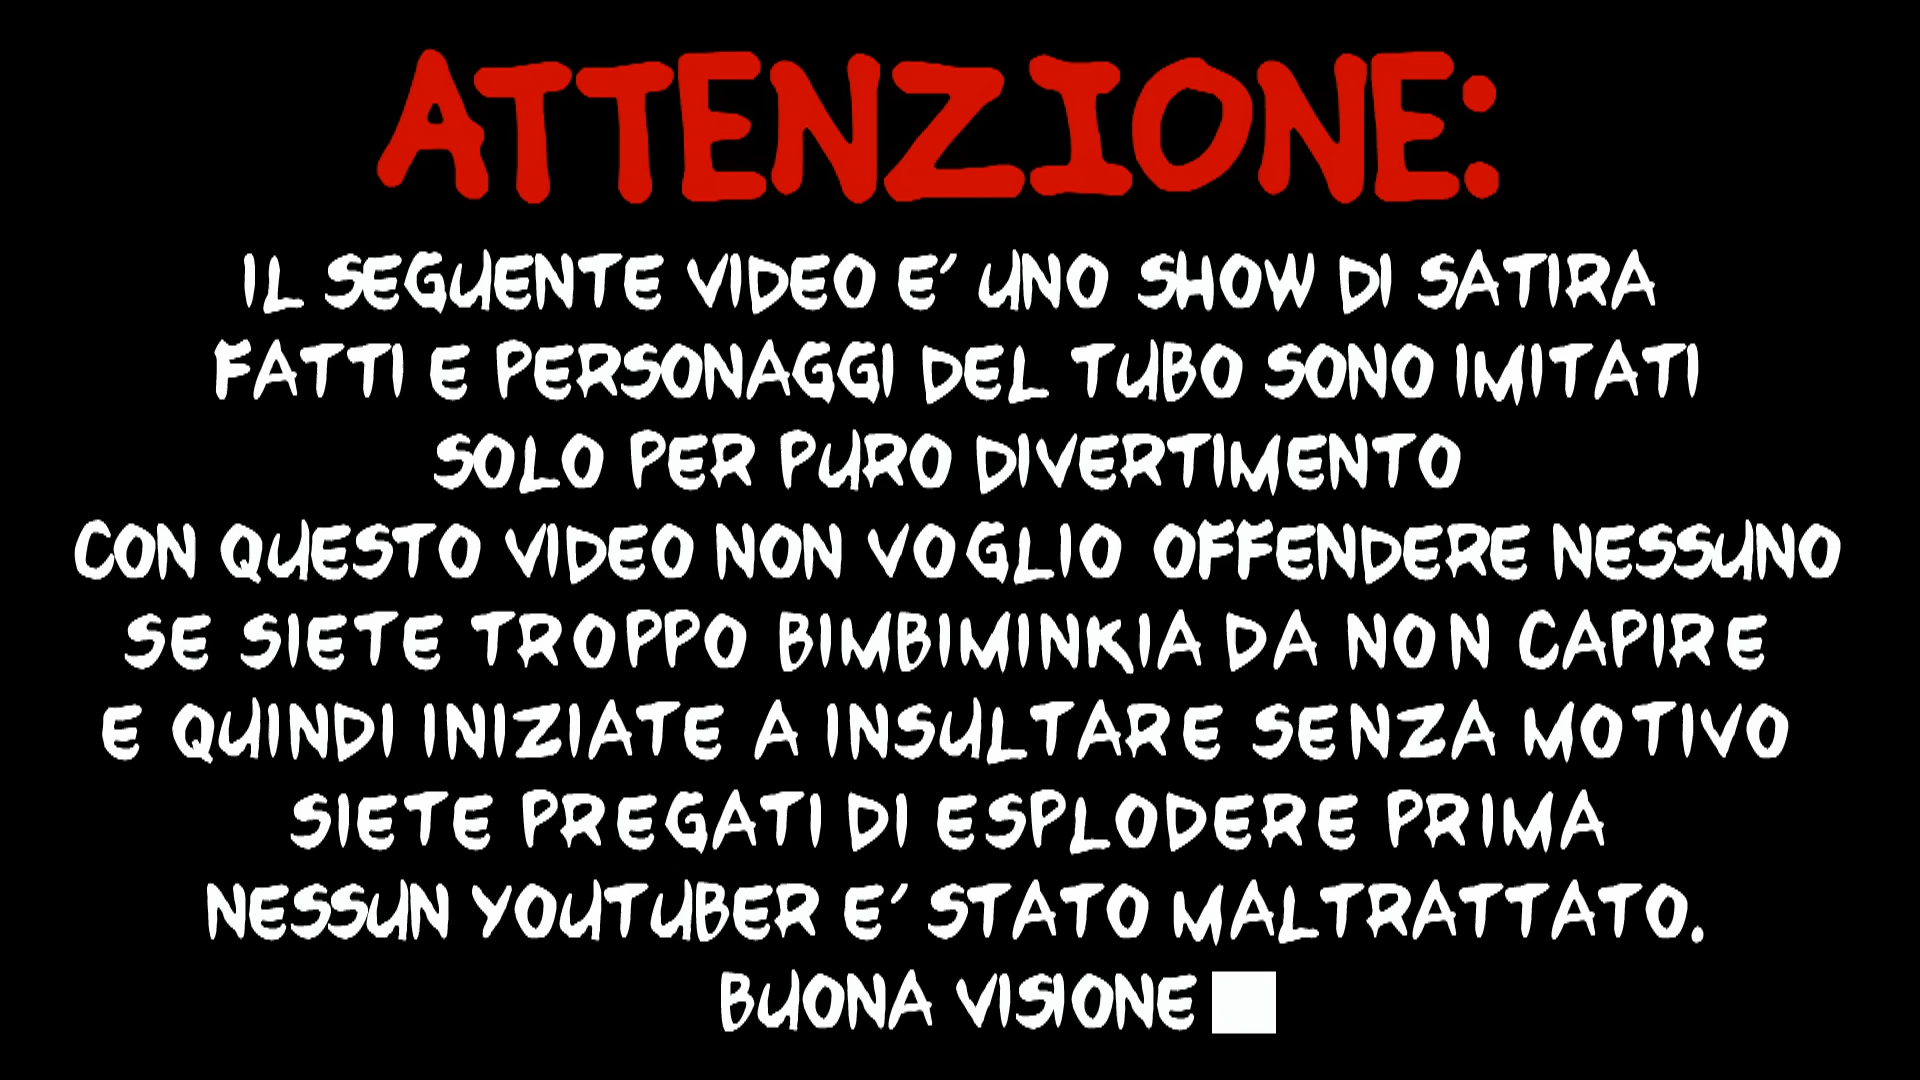 ATTENZIONE:
IL SEGUENTE VIDEO E' UNO SHOW DI SATIRA
FATTI E PERSONAGGI DEL TUBO SONO IMITATI
SOLO PER PURO DIVERTIMENTO
CON QUESTO VIDEO NON VOGLIO OFFENDERE NESSUNO
SE SIETE TROPPO BIMBIMINKIA DA NON CAPIRE
E QUINDI INIZIATE A INSULTARE SENZA MOTIVO
SIETE PREGATI DI ESPLODERE PRIMA
NESSUN YOUTUBER E' STATO MALTRATTATO.
BUONA VISIONE